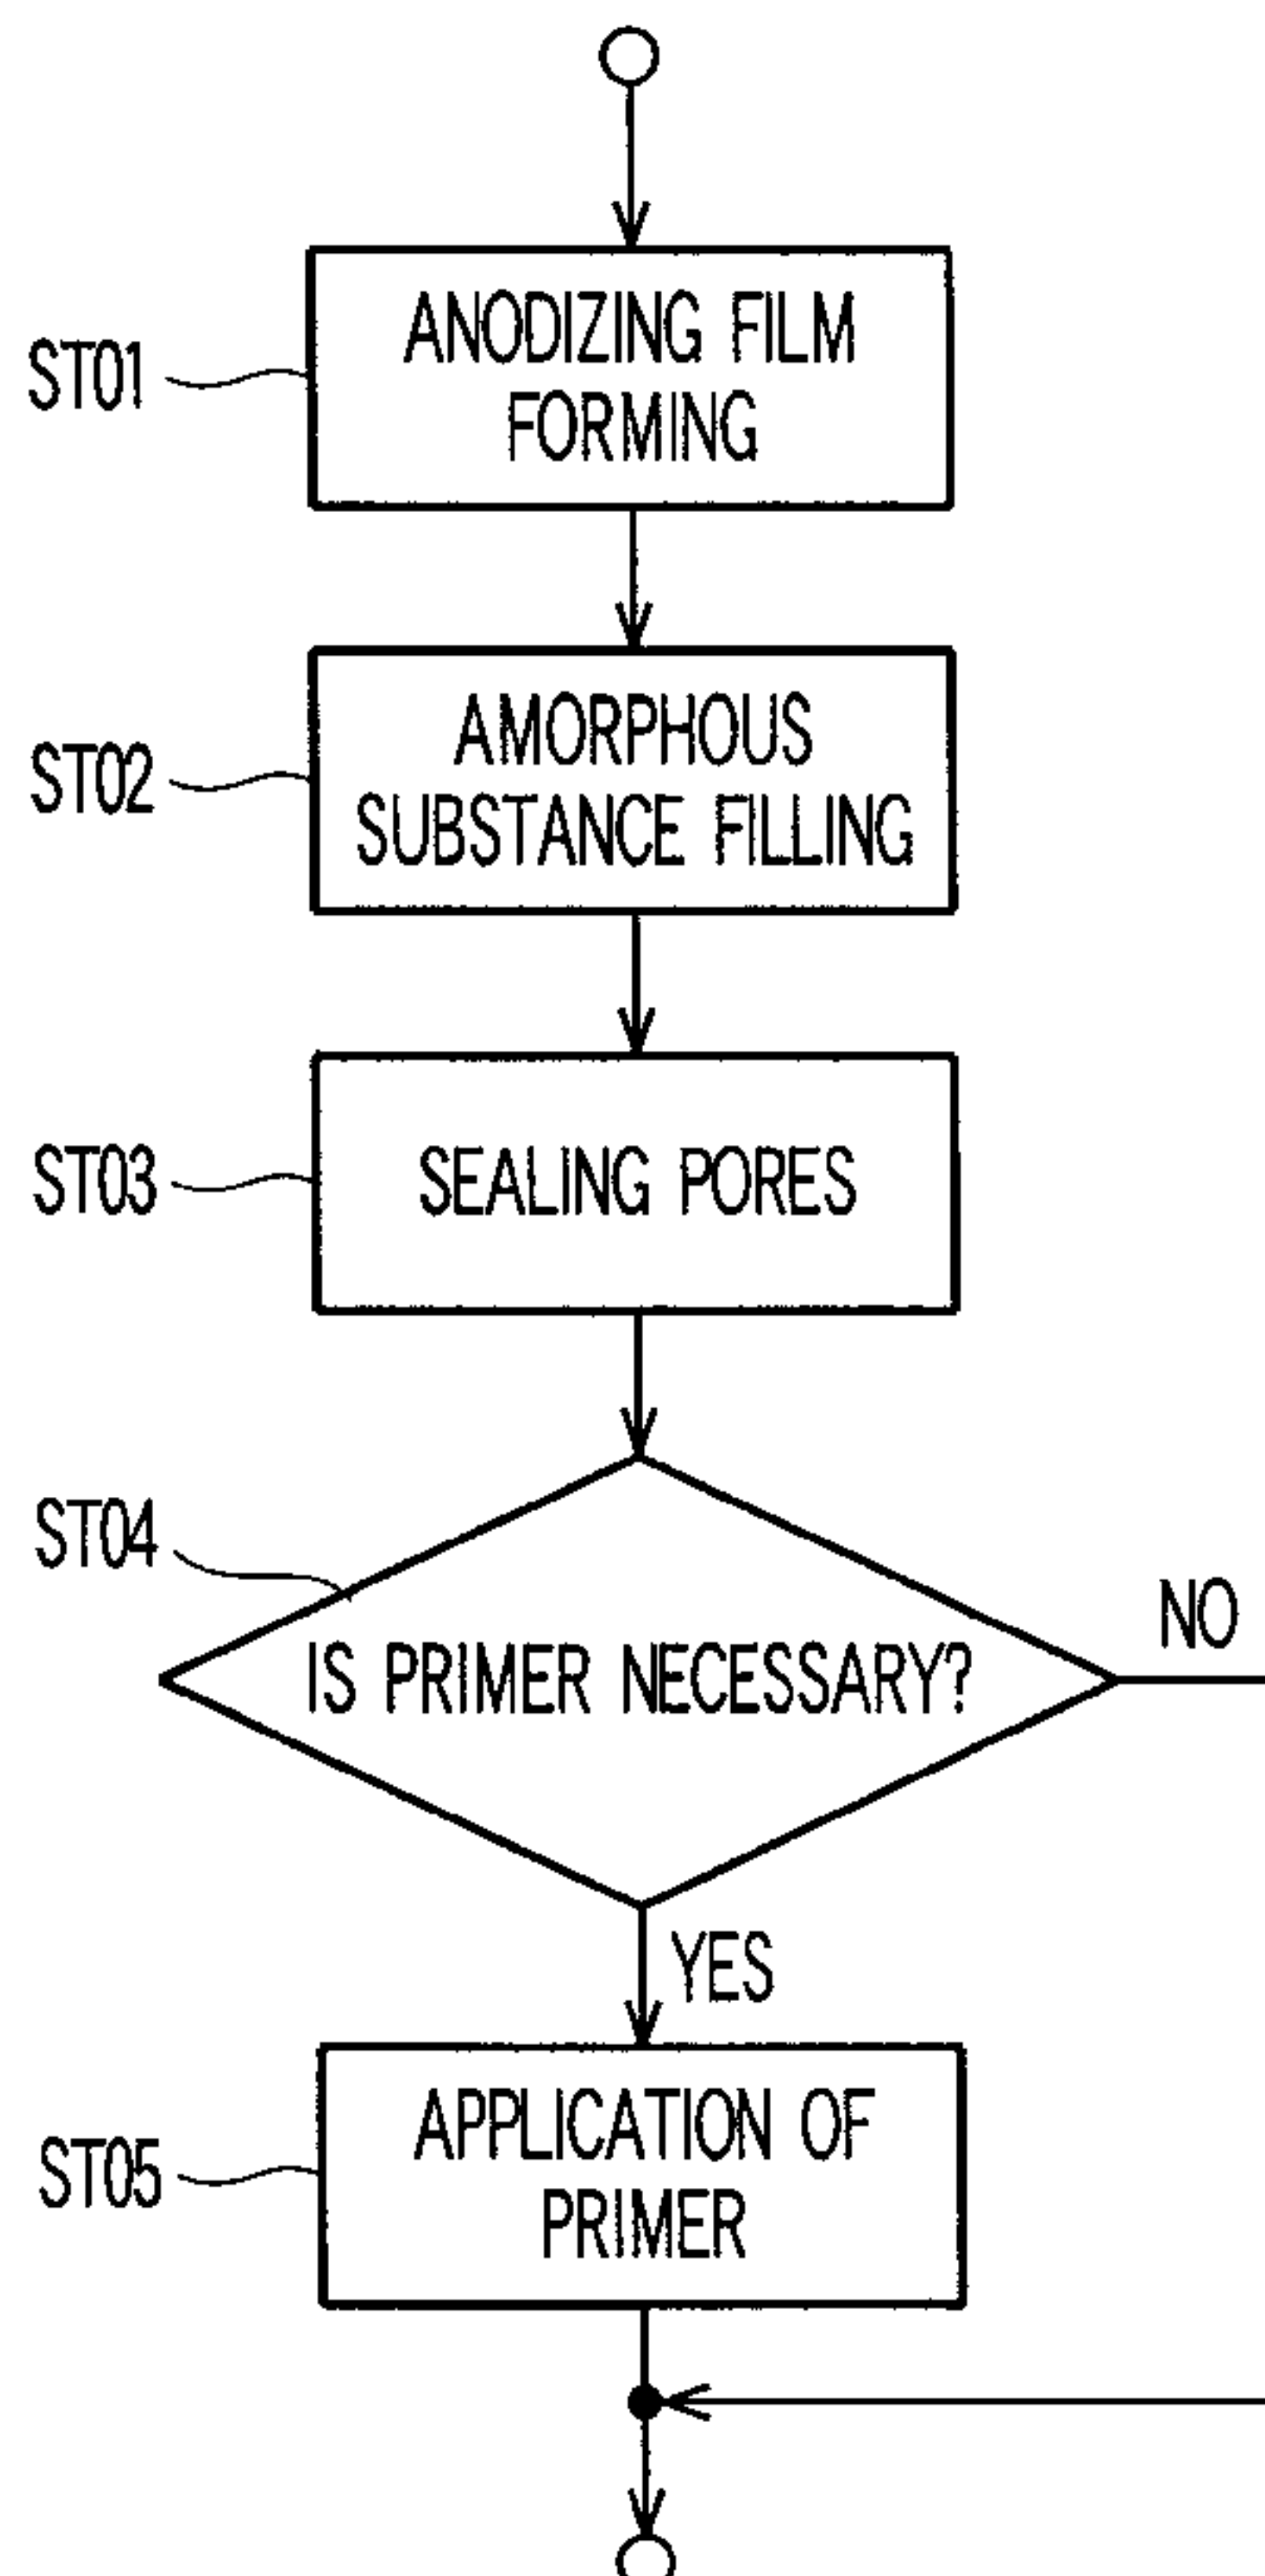 ST01
ANODIZING FILM
FORMING
ST02
AMORPHOUS
SUBSTANCE FILLING
ST03
SEALING PORES
ST04
IS PRIMER NECESSARY?
NO
YES
ST05
APPLICATION OF
PRIMER